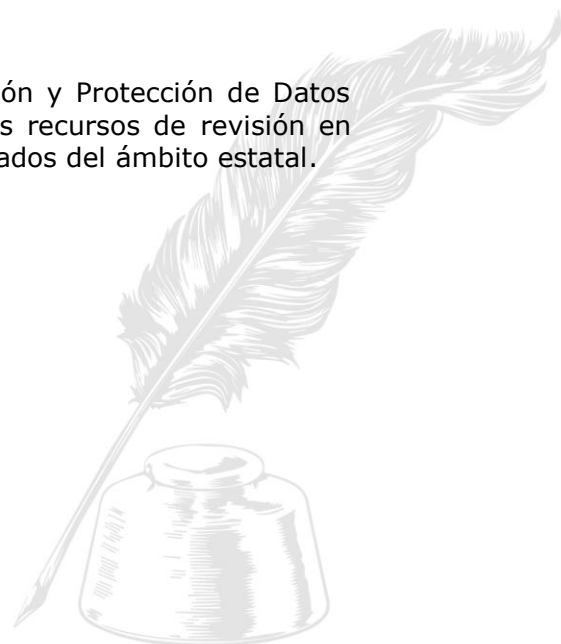 ón y Protección de Datos
s recursos de revisión en
ados del ámbito estatal.